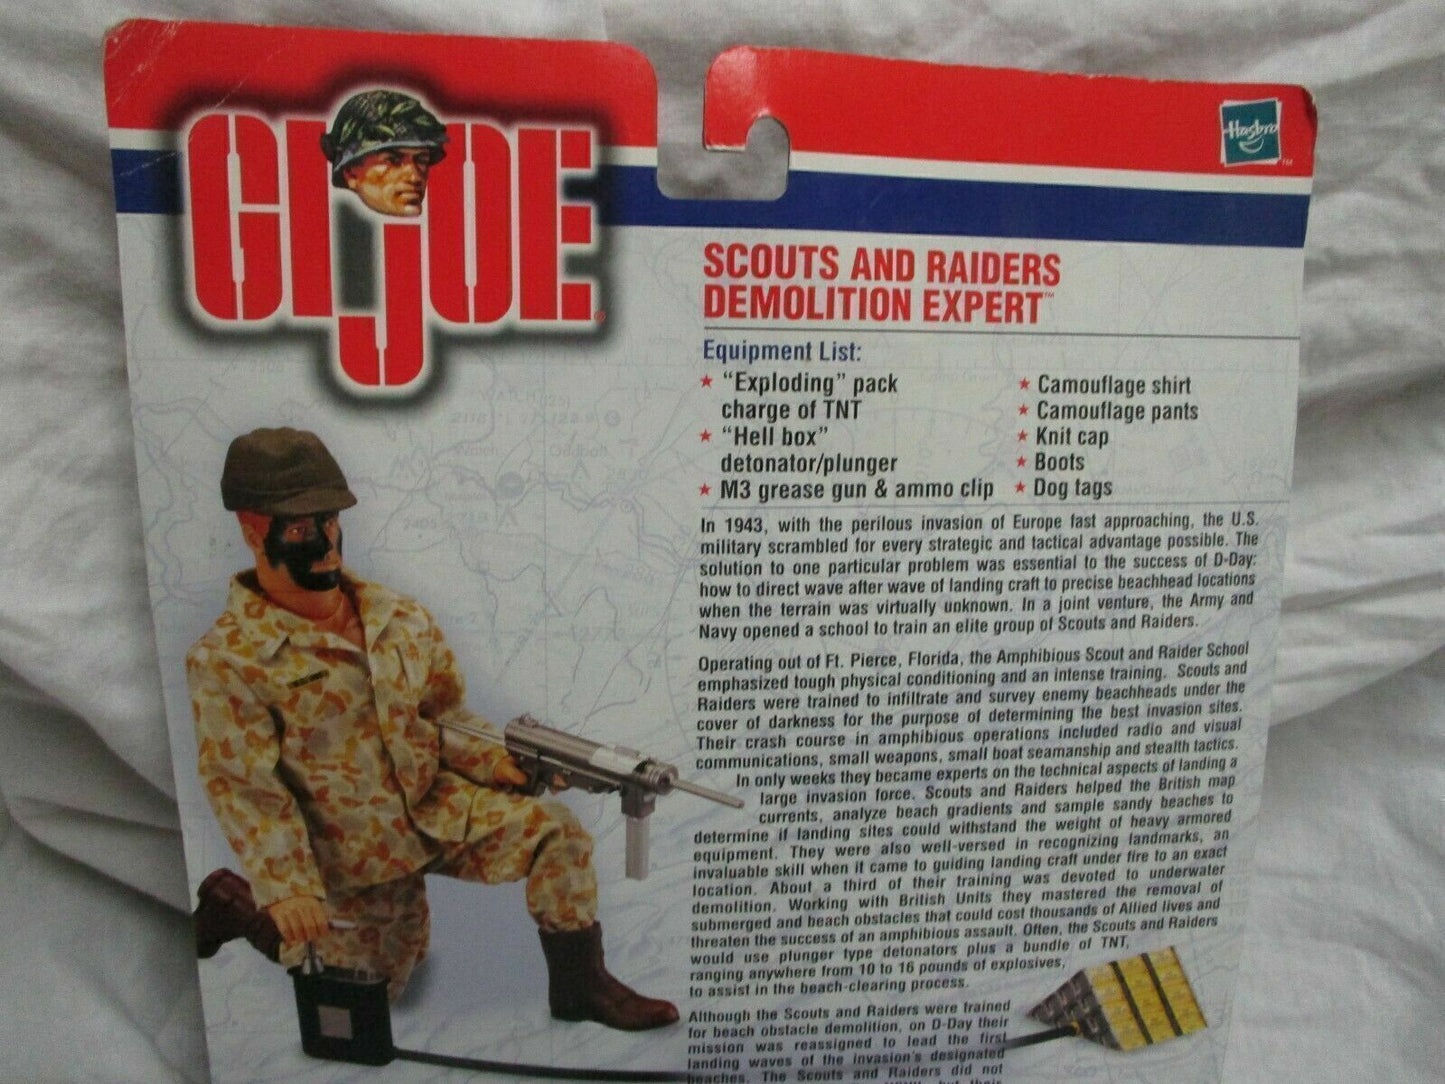 GI JOE
Hasbro
TM
SCOUTS AND RAIDERS
DEMOLITION EXPERT™
Equipment List:
★ "Exploding" pack
charge of TNT
★ "Hell box"
detonator/plunger
★ M3 grease gun & ammo clip
★ Camouflage shirt
★ Camouflage pants
★ Knit cap
★ Boots
★ Dog tags
In 1943, with the perilous invasion of Europe fast approaching, the U.S.
military scrambled for every strategic and tactical advantage possible. The
solution to one particular problem was essential to the success of D-Day:
how to direct wave after wave of landing craft to precise beachhead locations
when the terrain was virtually unknown. In a joint venture, the Army and
Navy opened a school to train an elite group of Scouts and Raiders.
Operating out of Ft. Pierce, Florida, the Amphibious Scout and Raider School
emphasized tough physical conditioning and an intense training. Scouts and
Raiders were trained to infiltrate and survey enemy beachheads under the
cover of darkness for the purpose of determining the best invasion sites.
Their crash course in amphibious operations included radio and visual
communications, small weapons, small boat seamanship and stealth tactics.
In only weeks they became experts on the technical aspects of landing a
large invasion force. Scouts and Raiders helped the British map
currents, analyze beach gradients and sample sandy beaches to
determine if landing sites could withstand the weight of heavy armored
equipment. They were also well-versed in recognizing landmarks, an
invaluable skill when it came to guiding landing craft under fire to an exact
location. About a third of their training was devoted to underwater
demolition. Working with British Units they mastered the removal of
submerged and beach obstacles that could cost thousands of Allied lives and
threaten the success of an amphibious assault. Often, the Scouts and Raiders
would use plunger type detonators plus a bundle of TNT,
ranging anywhere from 10 to 16 pounds of explosives,
to assist in the beach-clearing process.
Although the Scouts and Raiders were trained
for beach obstacle demolition, on D-Day their
mission was reassigned to lead the first
landing waves of the invasion's designated
beaches. The Scouts and Raiders did not
but their